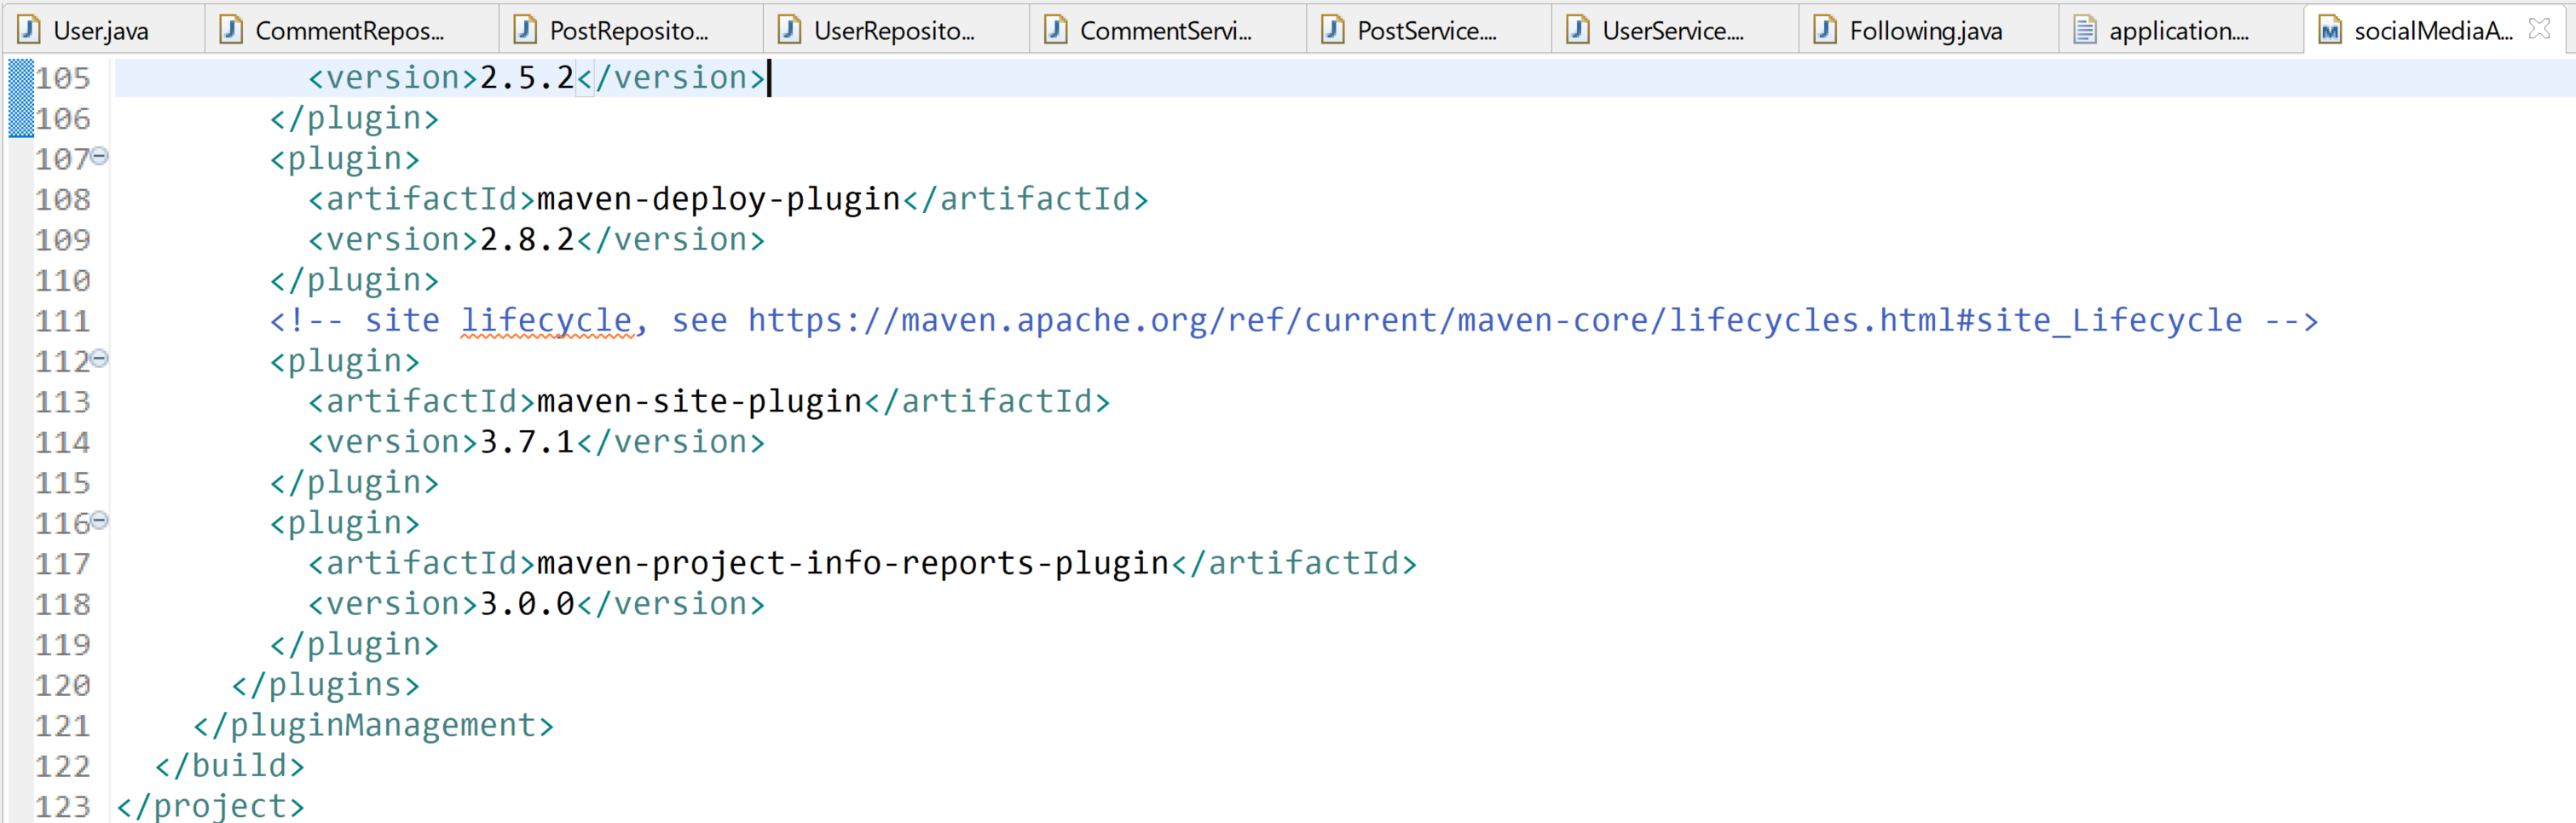 User.java CommentRepos... PostReposito... UserReposito... CommentServi... PostService.... UserService.... Following.java application.... socialMediaA...
105 <version>2.5.2</version>
106 </plugin>
107 <plugin>
108 <artifactId>maven-deploy-plugin</artifactId>
109 <version>2.8.2</version>
110 </plugin>
111 <!-- site lifecycle, see https://maven.apache.org/ref/current/maven-core/lifecycles.html#site_Lifecycle -->
112 <plugin>
113 <artifactId>maven-site-plugin</artifactId>
114 <version>3.7.1</version>
115 </plugin>
116 <plugin>
117 <artifactId>maven-project-info-reports-plugin</artifactId>
118 <version>3.0.0</version>
119 </plugin>
120 </plugins>
121 </pluginManagement>
122 </build>
123 </project>